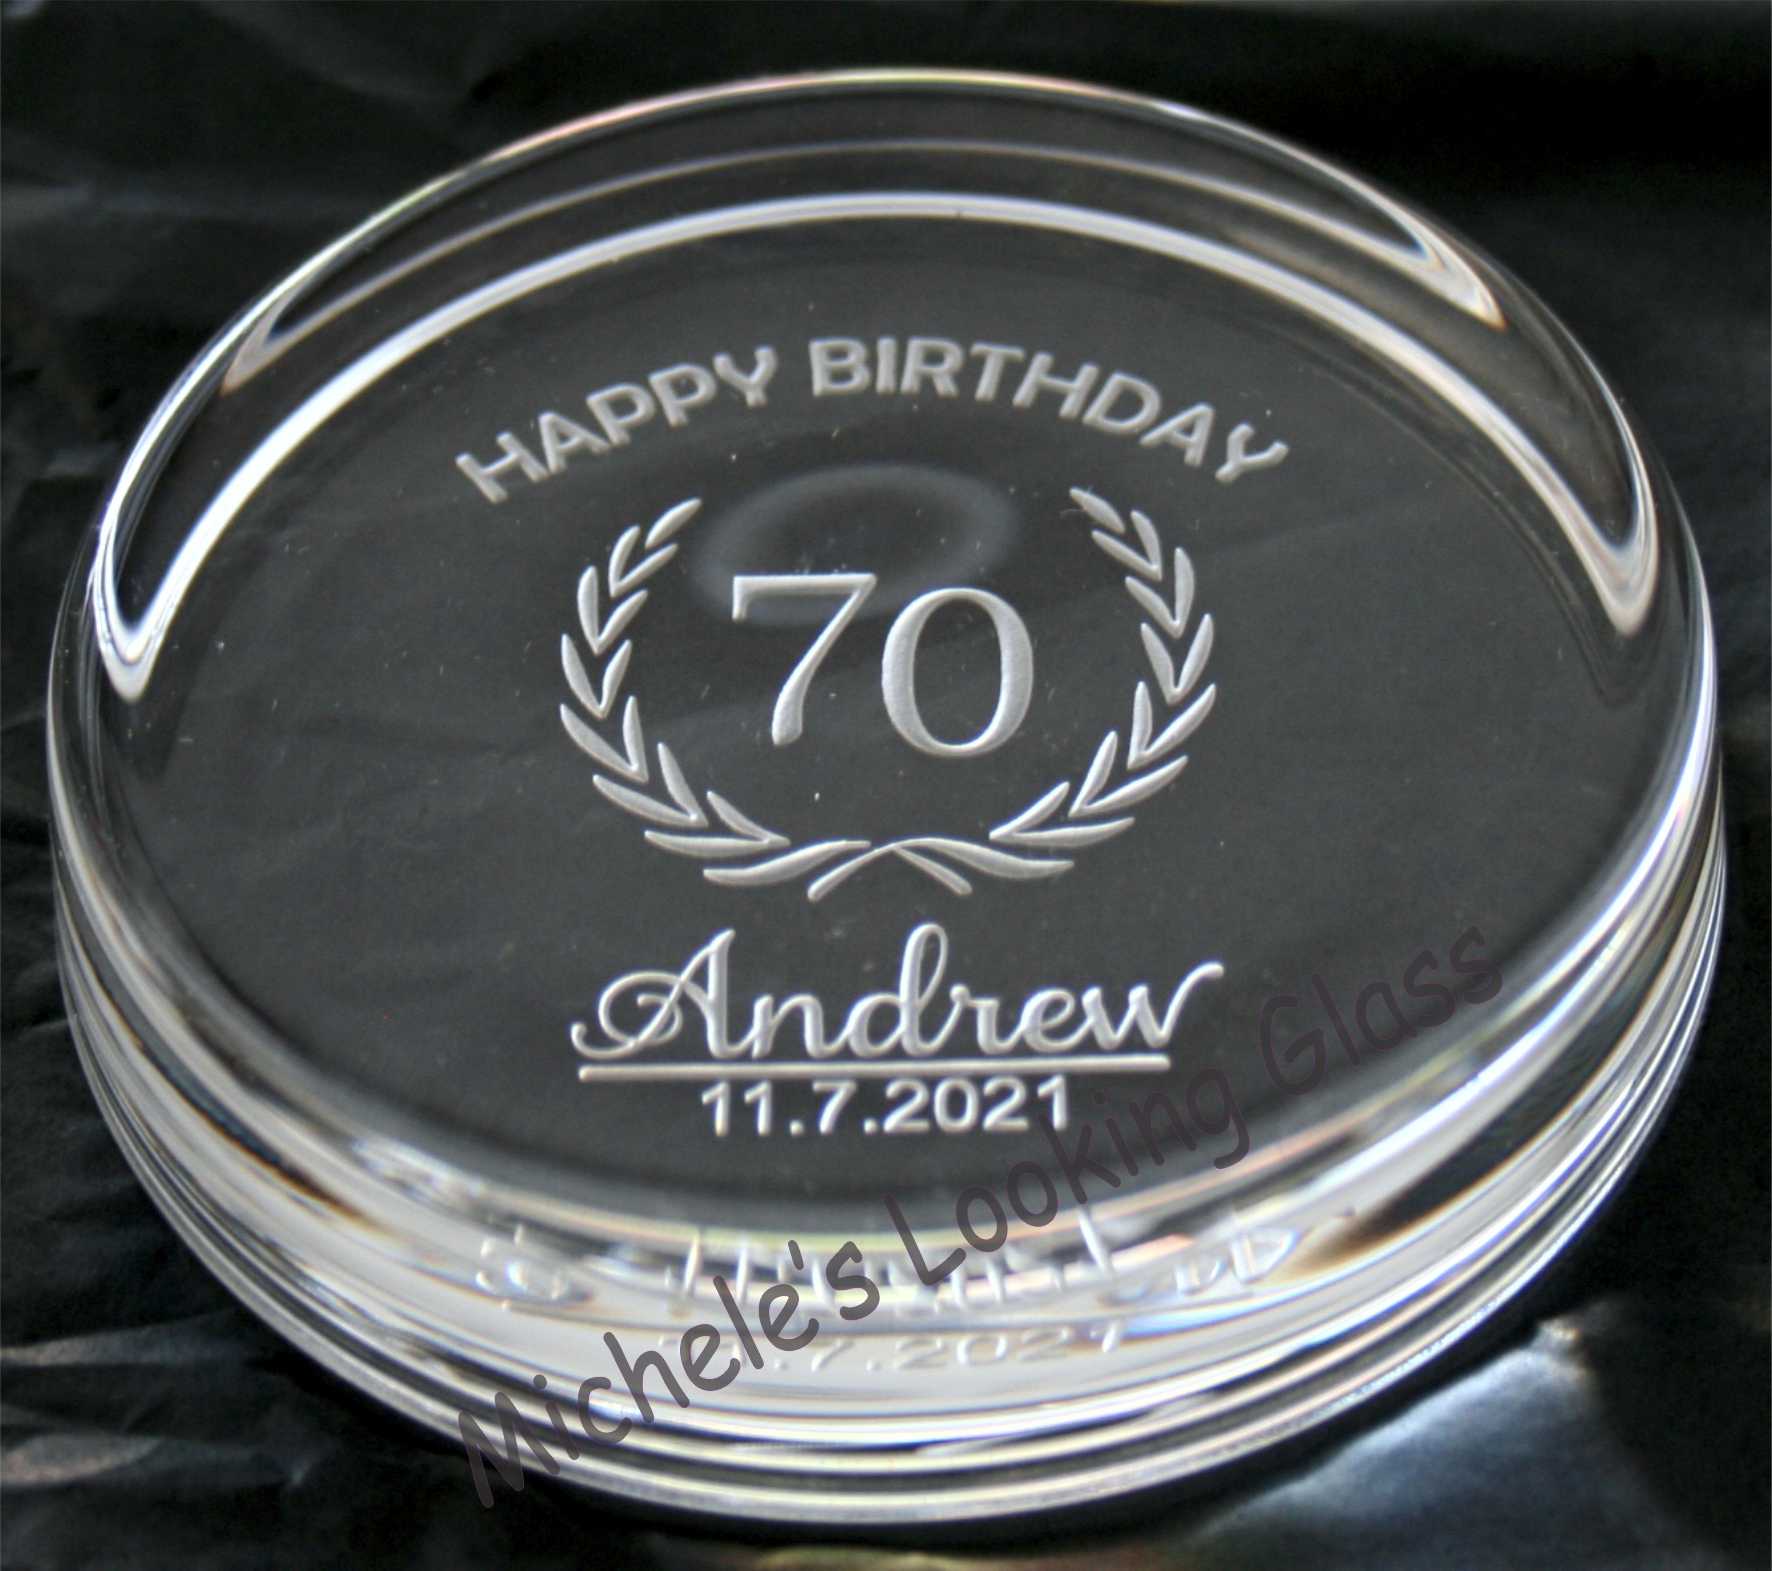 HAPPY BIRTHDAY
70
Andrew
11.7.2021
Michele's Looking Glass